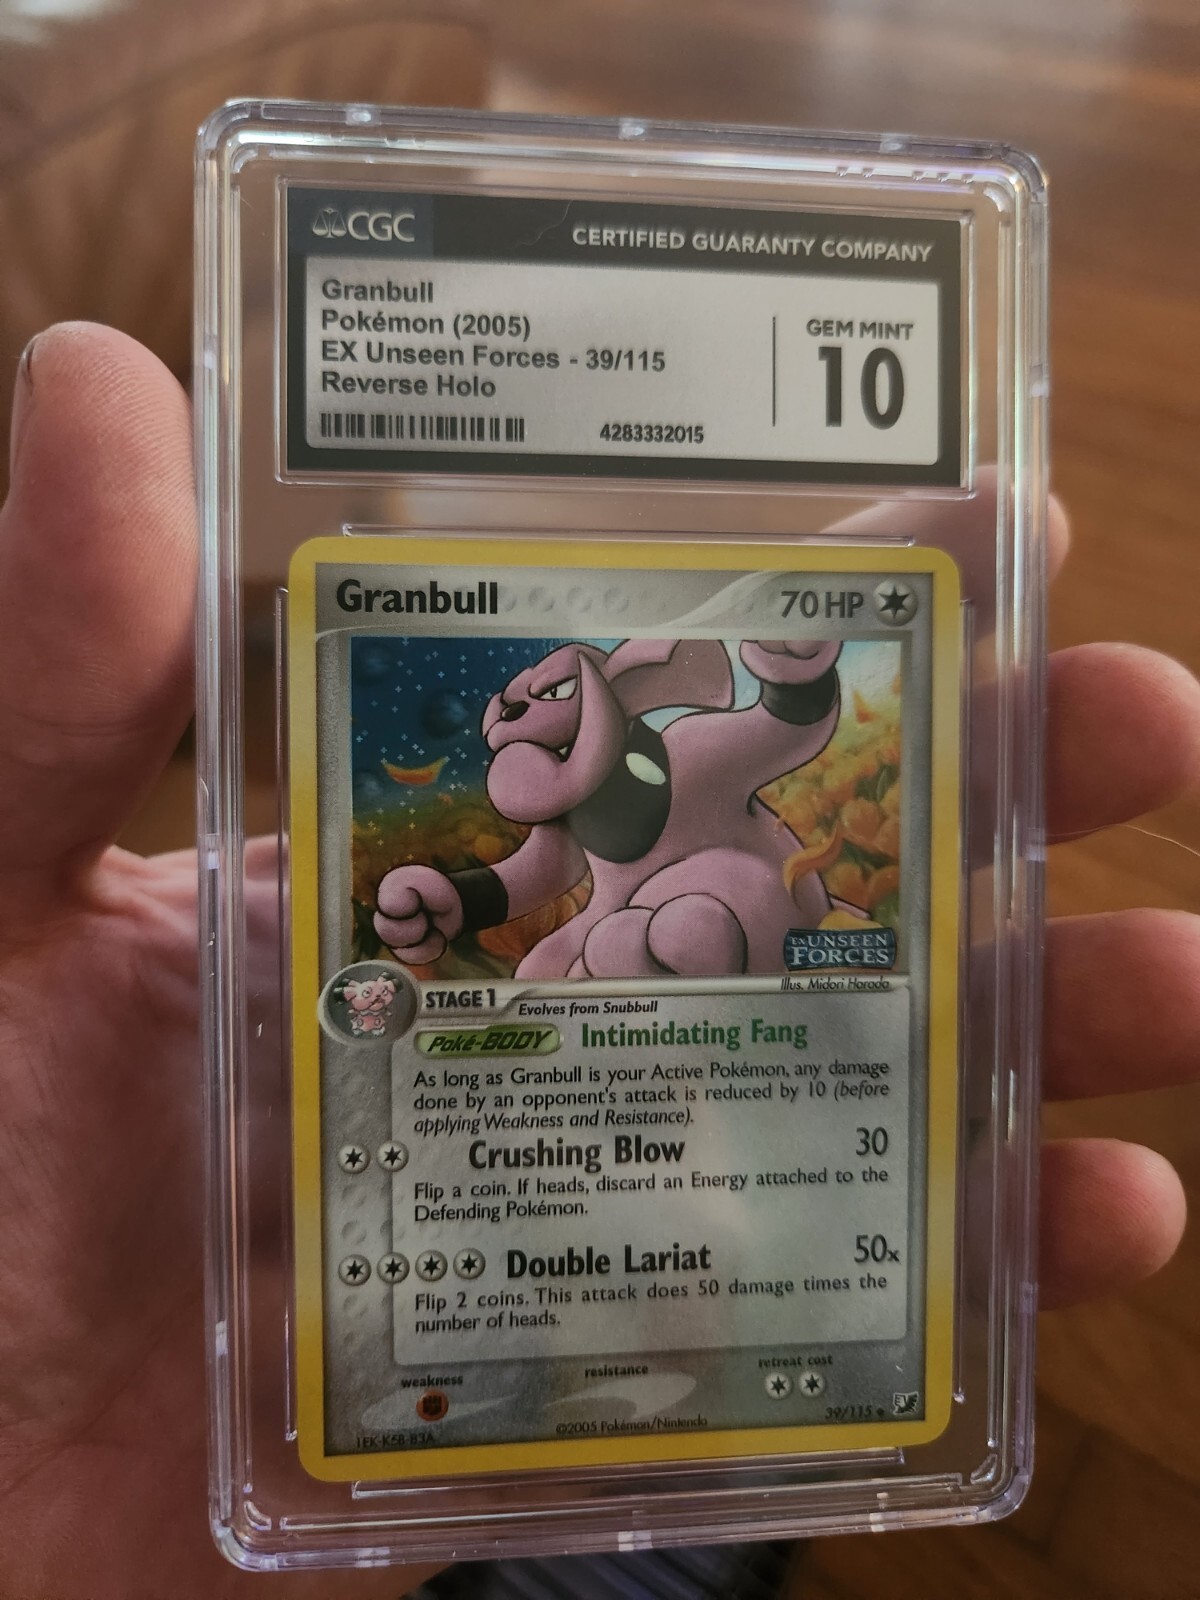 CGC
CERTIFIED GUARANTY COMPANY
Granbull
Pokémon (2005)
EX Unseen Forces - 39/115
Reverse Holo
4283332015
GEM MINT
10
Granbull
70 HP
EX UNSEEN
FORCES
Illus. Midori Harada
STAGE 1
Evolves from Snubbull
Poké-BODY Intimidating Fang
As long as Granbull is your Active Pokémon, any damage
done by an opponent's attack is reduced by 10 (before
applying Weakness and Resistance).
Crushing Blow 30
Flip a coin. If heads, discard an Energy attached to the
Defending Pokémon.
Double Lariat 50x
Flip 2 coins. This attack does 50 damage times the
number of heads.
weakness
resistance
retreat cost
39/115
©2005 Pokémon/Nintendo
1EK-K5B-B3A